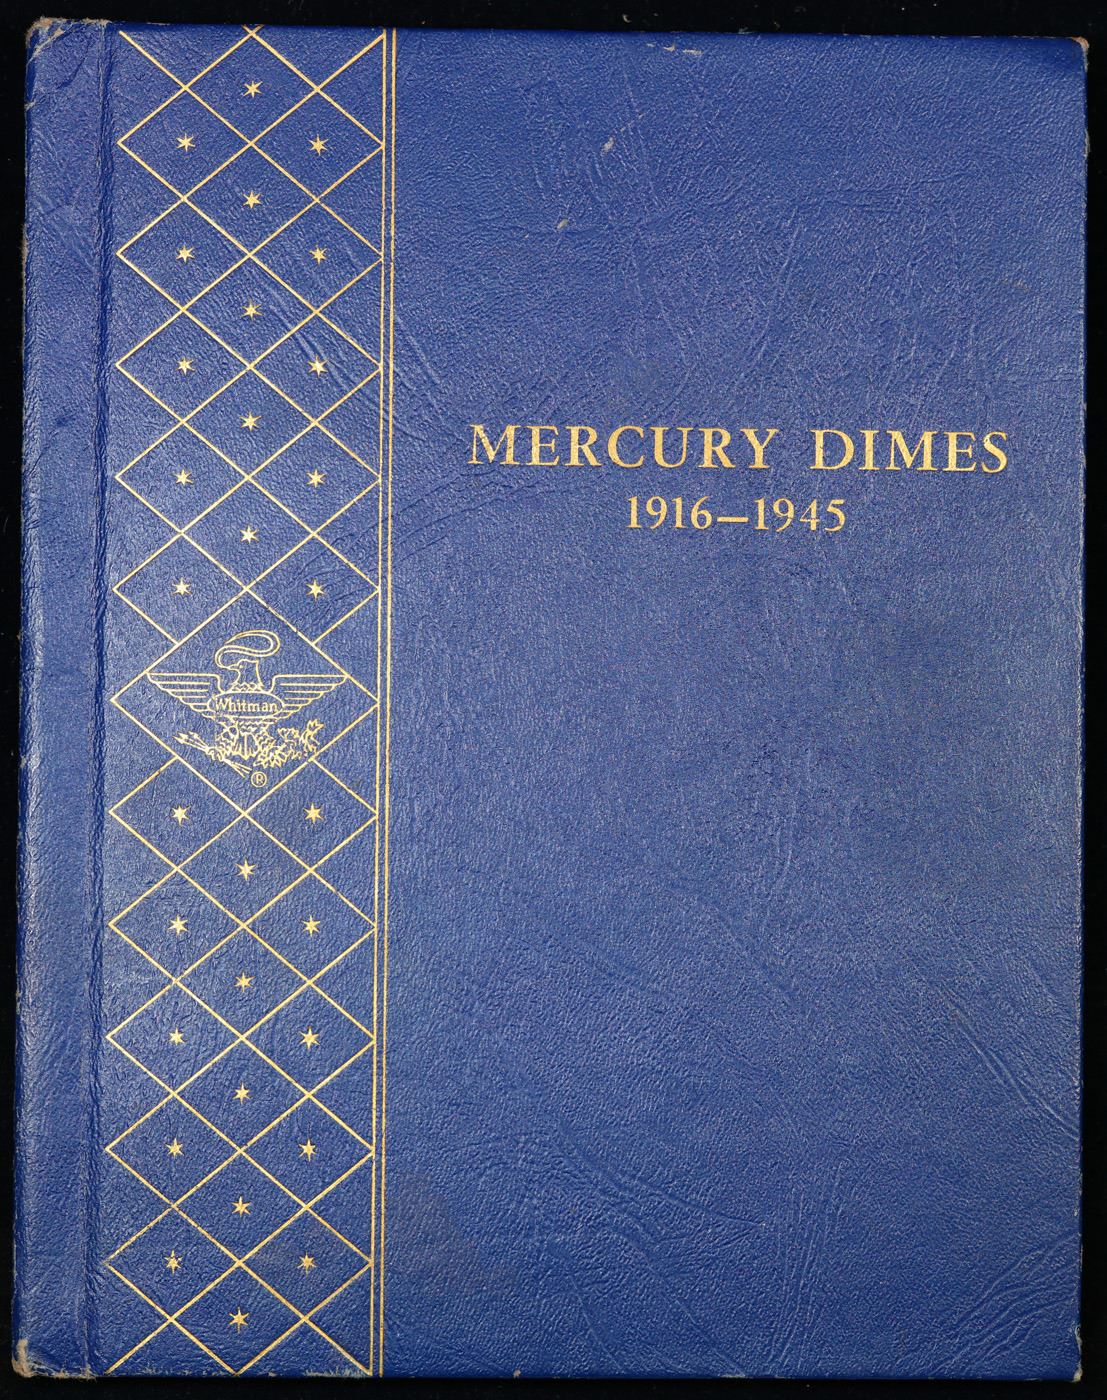 MERCURY DIMES
1916—1945
Whitman
®